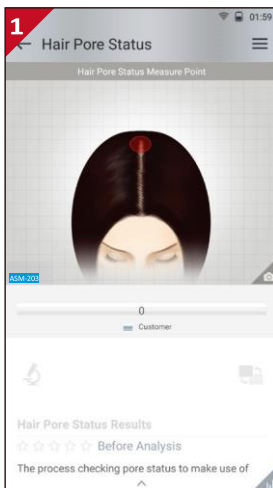 1
01:59
Hair Pore Status
Hair Pore Status Measure Point
ASM-203
0
Customer
Hair Pore Status Results
Before Analysis
The process checking pore status to make use of